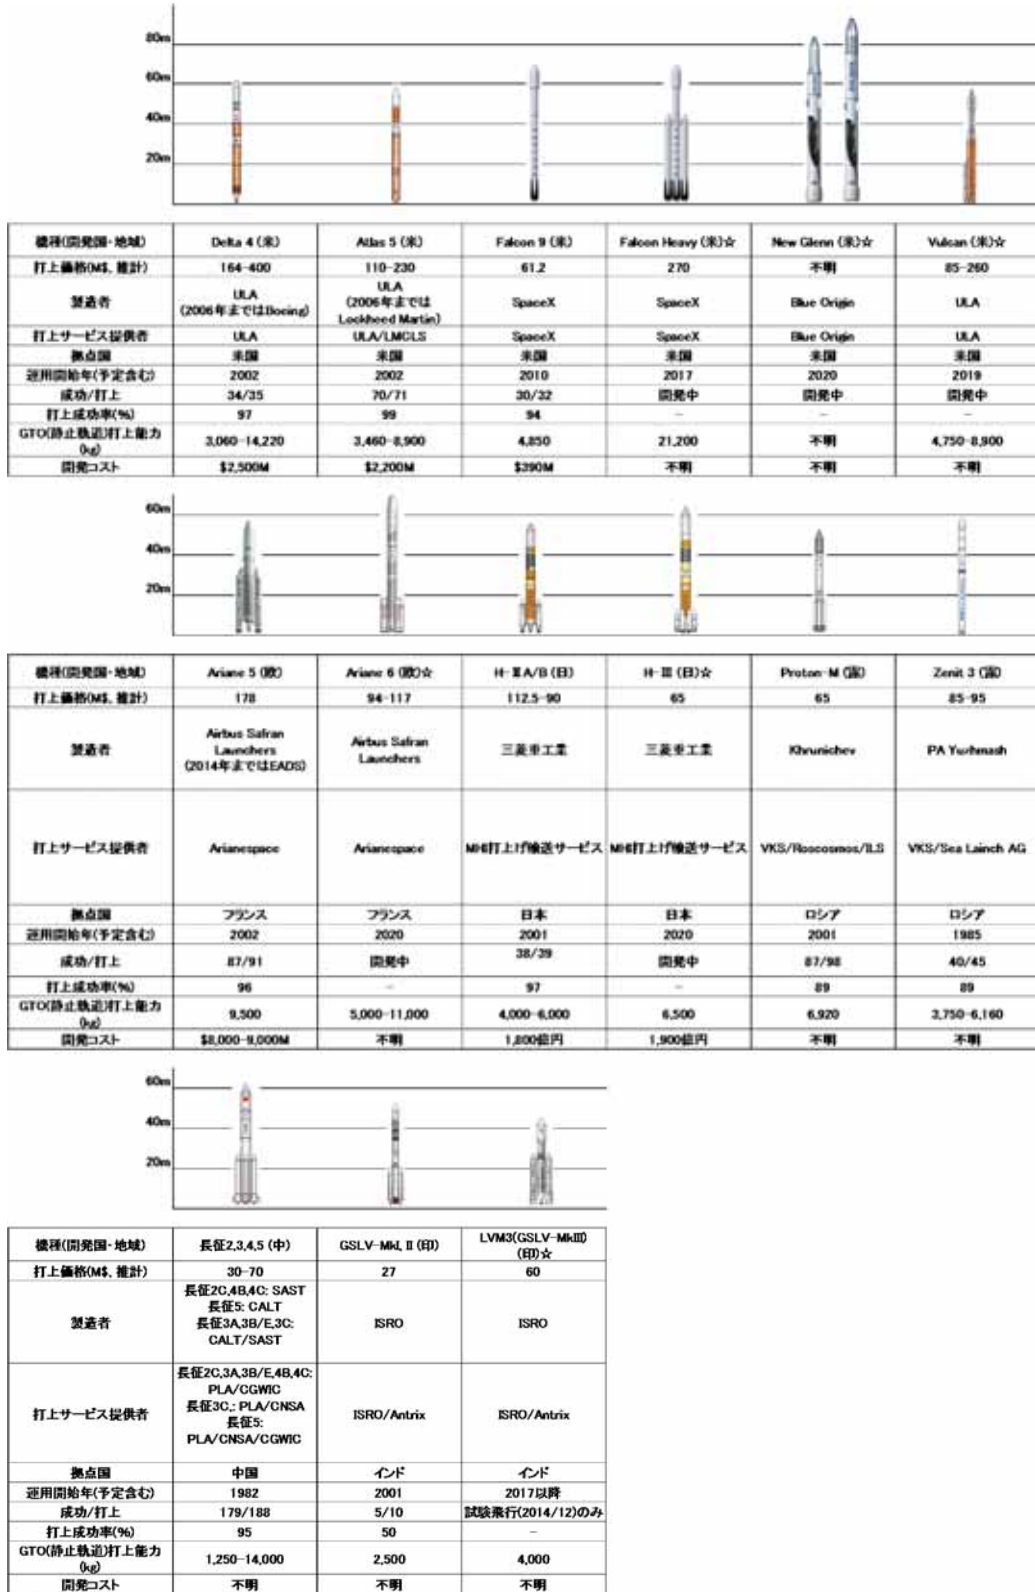 80m
60m
40m
20m
機種(開発国・地域) Delta 4 (米) Atlas 5 (米) Falcon 9 (米) Falcon Heavy (米)☆ New Glenn (米)☆ Vulcan (米)☆
打上価格(M$、推計) 164-400 110-230 61.2 270 不明 85-260
製造者 ULA (2006年まではBoeing) ULA (2006年までは Lockheed Martin) SpaceX SpaceX Blue Origin ULA
打上サービス提供者 ULA ULA/LMCLS SpaceX SpaceX Blue Origin ULA
拠点国 米国 米国 米国 米国 米国 米国
運用開始年(予定含む) 2002 2002 2010 2017 2020 2019
成功/打上 34/35 70/71 30/32 開発中 開発中 開発中
打上成功率(%) 97 99 94 - - -
GTO(静止軌道)打上能力(kg) 3,060-14,220 3,460-8,900 4,850 21,200 不明 4,750-8,900
開発コスト $2,500M $2,200M $390M 不明 不明 不明
60m
40m
20m
機種(開発国・地域) Ariane 5 (欧) Ariane 6 (欧)☆ H-ⅡA/B (日) H-Ⅲ (日)☆ Proton-M (露) Zenit 3 (露)
打上価格(M$、推計) 178 94-117 112.5-90 65 65 85-95
製造者 Airbus Safran Launchers (2014年まではEADS) Airbus Safran Launchers 三菱重工業 三菱重工業 Khrunichev PA Yuzhmash
打上サービス提供者 Arianespace Arianespace MHI打上げ輸送サービス MHI打上げ輸送サービス VKS/Roscosmos/ILS VKS/Sea Lainch AG
拠点国 フランス フランス 日本 日本 ロシア ロシア
運用開始年(予定含む) 2002 2020 2001 2020 2001 1985
成功/打上 87/91 開発中 38/39 開発中 87/98 40/45
打上成功率(%) 96 - 97 - 89 89
GTO(静止軌道)打上能力(kg) 9,500 5,000-11,000 4,000-6,000 6,500 6,920 3,750-6,160
開発コスト $8,000-9,000M 不明 1,800億円 1,900億円 不明 不明
60m
40m
20m
機種(開発国・地域) 長征2,3,4,5 (中) GSLV-MkI, Ⅱ (印) LVM3(GSLV-MkⅢ) (印)☆
打上価格(M$、推計) 30-70 27 60
製造者 長征2C,4B,4C: SAST 長征5: CALT 長征3A,3B/E,3C: CALT/SAST ISRO ISRO
打上サービス提供者 長征2C,3A,3B/E,4B,4C: PLA/CGWIC 長征3C,: PLA/CNSA 長征5: PLA/CNSA/CGWIC ISRO/Antrix ISRO/Antrix
拠点国 中国 インド インド
運用開始年(予定含む) 1982 2001 2017以降
成功/打上 179/188 5/10 試験飛行(2014/12)のみ
打上成功率(%) 95 50 -
GTO(静止軌道)打上能力(kg) 1,250-14,000 2,500 4,000
開発コスト 不明 不明 不明